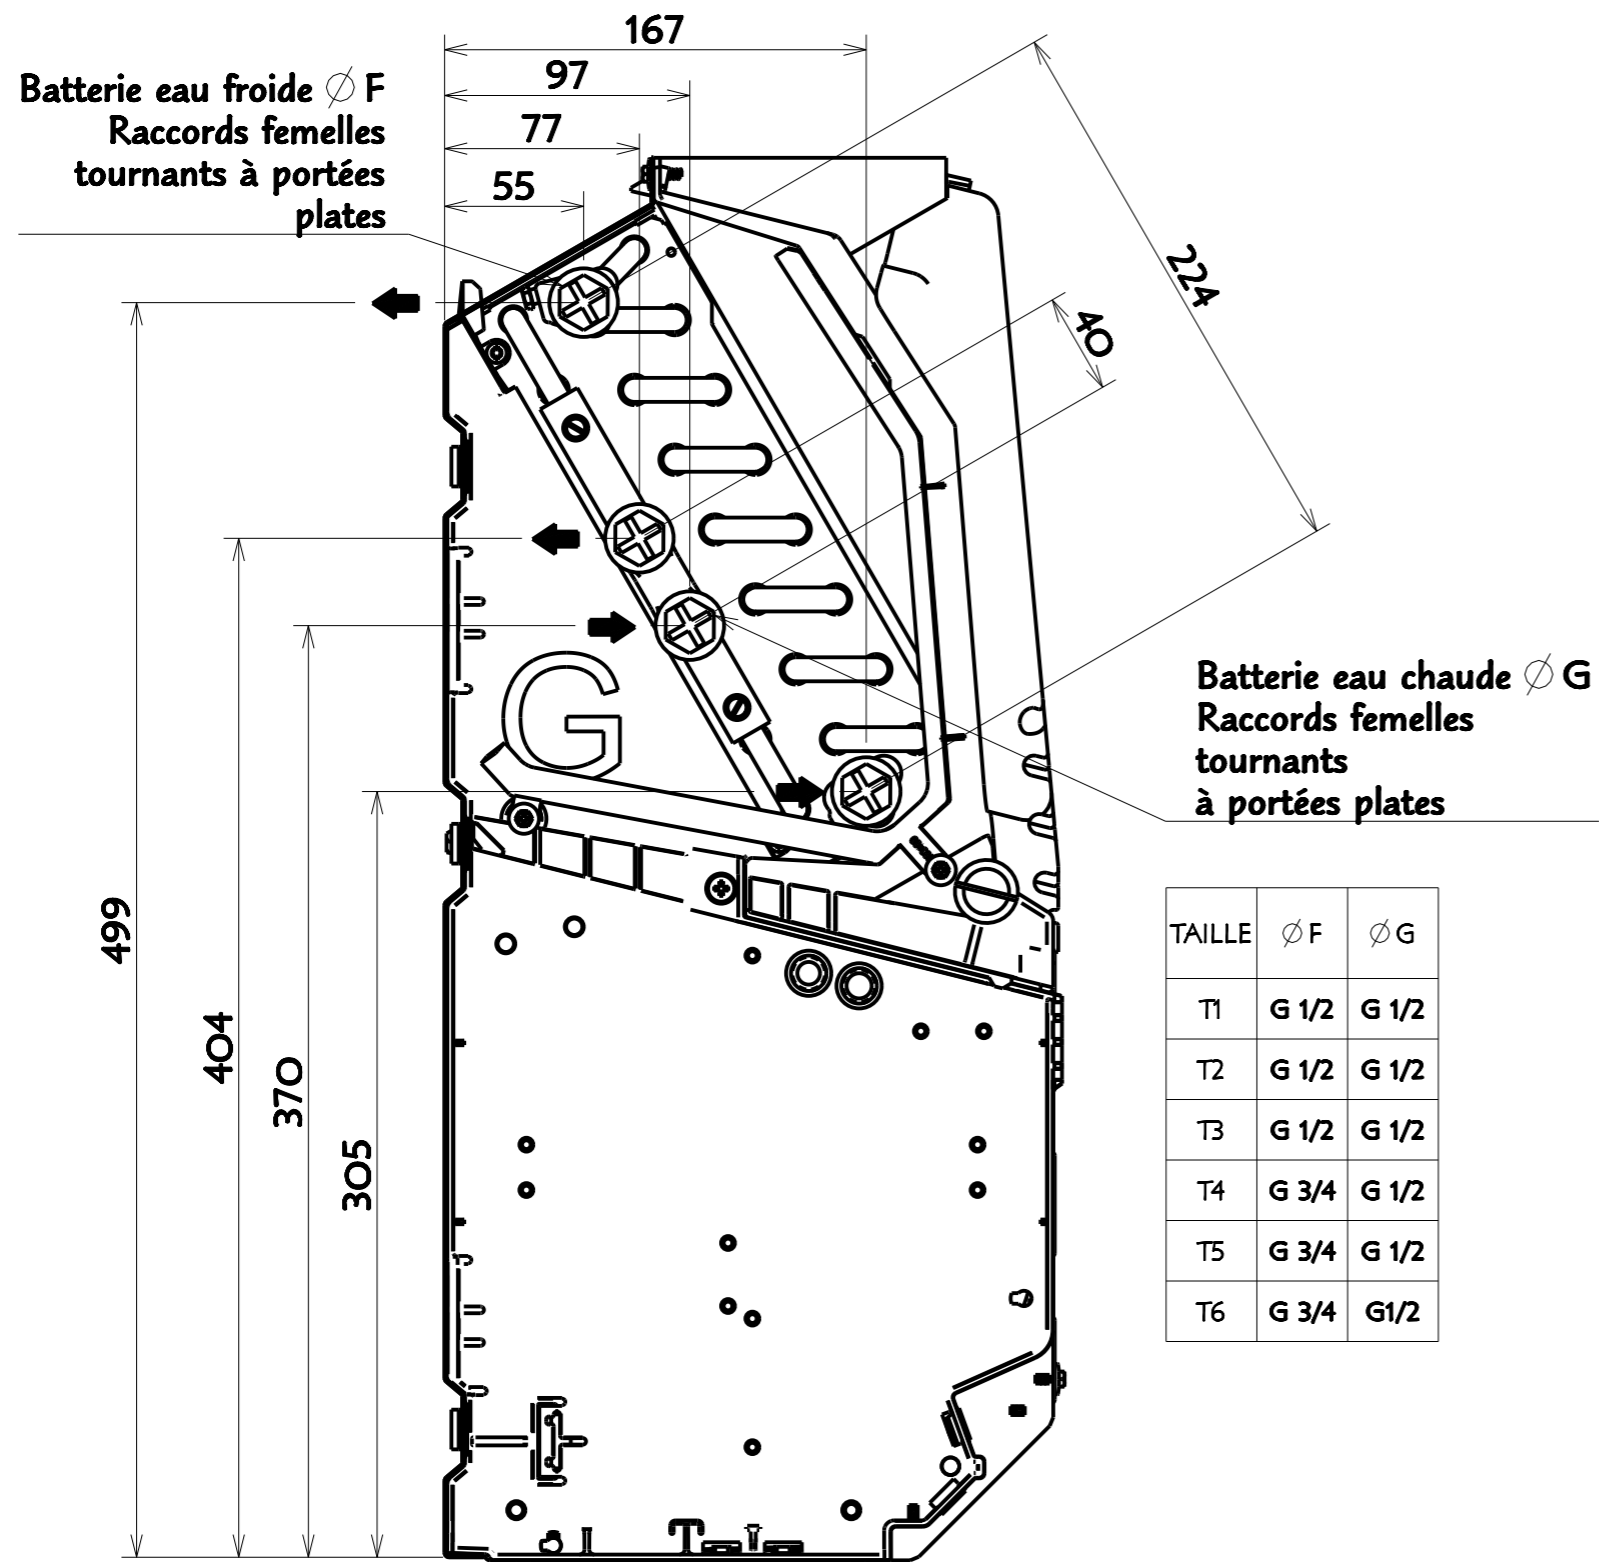 167
97
77
55
Batterie eau froide ∅ F
Raccords femelles
tournants à portées
plates
224
40
G
Batterie eau chaude ∅ G
Raccords femelles
tournants
à portées plates
499
404
370
305
TAILLE ∅ F ∅ G
T1 G 1/2 G 1/2
T2 G 1/2 G 1/2
T3 G 1/2 G 1/2
T4 G 3/4 G 1/2
T5 G 3/4 G 1/2
T6 G 3/4 G1/2